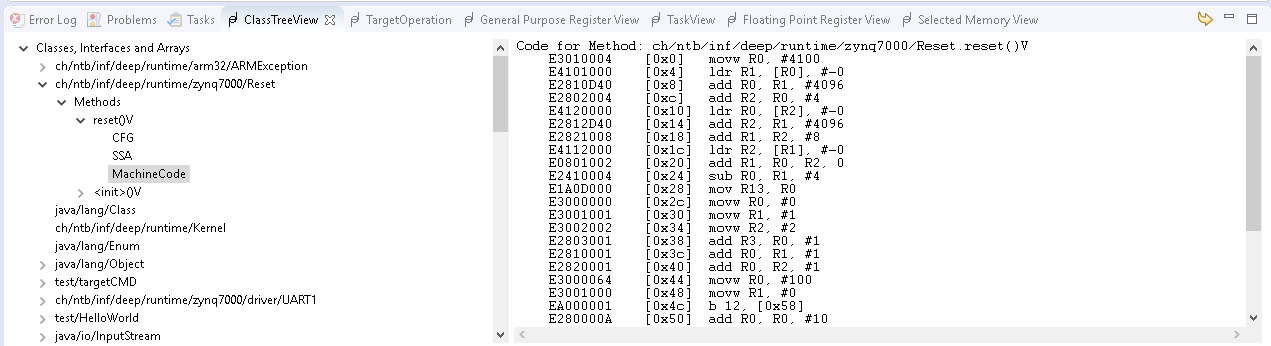 Error Log Problems Tasks ClassTreeView TargetOperation General Purpose Register View TaskView Floating Point Register View Selected Memory View
Classes, Interfaces and Arrays
ch/ntb/inf/deep/runtime/arm32/ARMException
ch/ntb/inf/deep/runtime/zynq7000/Reset
Methods
reset()V
CFG
SSA
MachineCode
<init>()V
java/lang/Class
ch/ntb/inf/deep/runtime/Kernel
java/lang/Enum
java/lang/Object
test/targetCMD
ch/ntb/inf/deep/runtime/zynq7000/driver/UART1
test/HelloWorld
java/io/InputStream
Code for Method: ch/ntb/inf/deep/runtime/zynq7000/Reset.reset()V
E3010004 [0x0] movw R0, #4100
E4101000 [0x4] ldr R1, [R0], #-0
E2810D40 [0x8] add R0, R1, #4096
E2802004 [0xc] add R2, R0, #4
E4120000 [0x10] ldr R0, [R2], #-0
E2812D40 [0x14] add R2, R1, #4096
E2821008 [0x18] add R1, R2, #8
E4112000 [0x1c] ldr R2, [R1], #-0
E0801002 [0x20] add R1, R0, R2, 0
E2410004 [0x24] sub R0, R1, #4
E1A0D000 [0x28] mov R13, R0
E3000000 [0x2c] movw R0, #0
E3001001 [0x30] movw R1, #1
E3002002 [0x34] movw R2, #2
E2803001 [0x38] add R3, R0, #1
E2810001 [0x3c] add R0, R1, #1
E2820001 [0x40] add R0, R2, #1
E3000064 [0x44] movw R0, #100
E3001000 [0x48] movw R1, #0
EA000001 [0x4c] b 12, [0x58]
E280000A [0x50] add R0, R0, #10